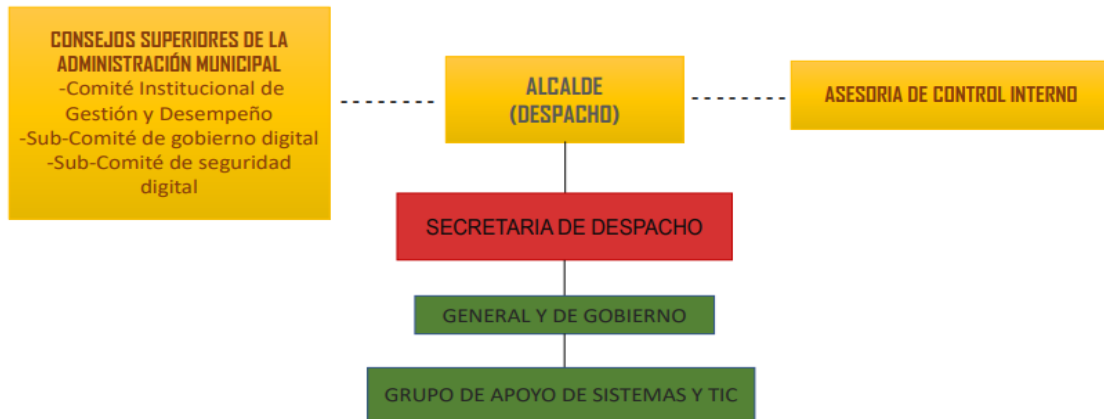 CONSEJOS SUPERIORES DE LA
ADMINISTRACIÓN MUNICIPAL
-Comité Institucional de
Gestión y Desempeño
-Sub-Comité de gobierno digital
-Sub-Comité de seguridad
digital
ALCALDE
(DESPACHO)
ASESORIA DE CONTROL INTERNO
SECRETARIA DE DESPACHO
GENERAL Y DE GOBIERNO
GRUPO DE APOYO DE SISTEMAS Y TIC